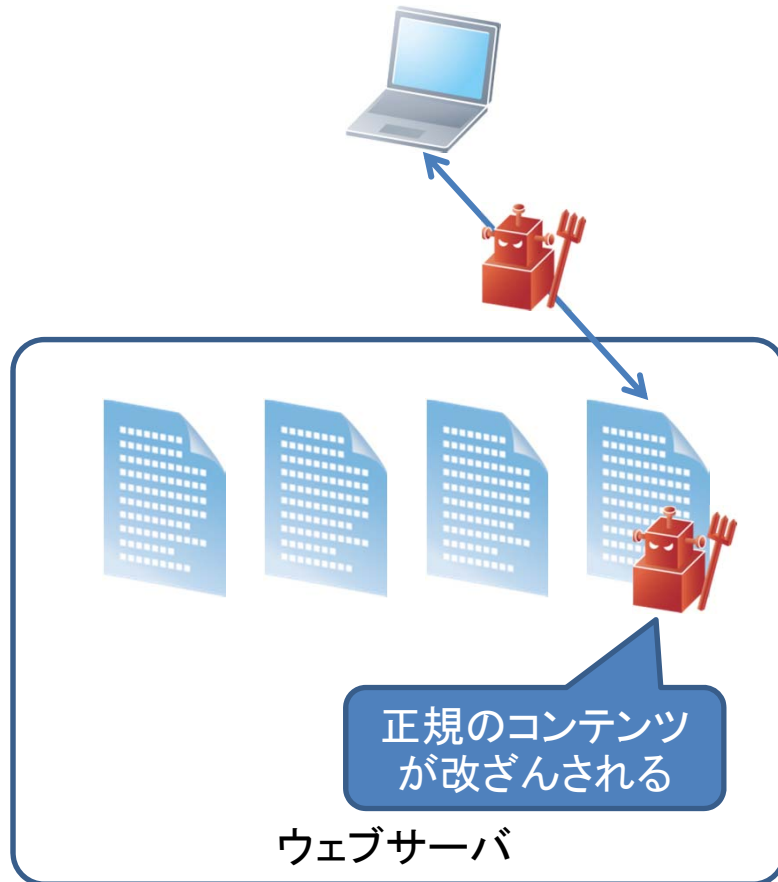 正規のコンテンツ
が改ざんされる
ウェブサーバ